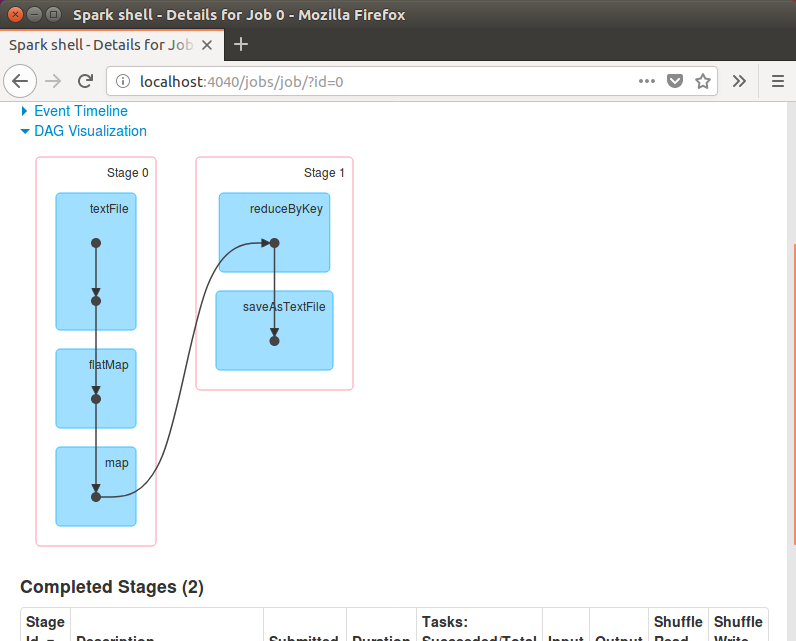 Spark shell - Details for Job 0 - Mozilla Firefox
Spark shell - Details for Job
localhost:4040/jobs/job/?id=0
Event Timeline
DAG Visualization
Stage 0
Stage 1
textFile
reduceByKey
saveAsTextFile
flatMap
map
Completed Stages (2)
Stage Tasks: Shuffle Shuffle
Id Description Submitted Duration Succeeded/Total Input Output Read Write